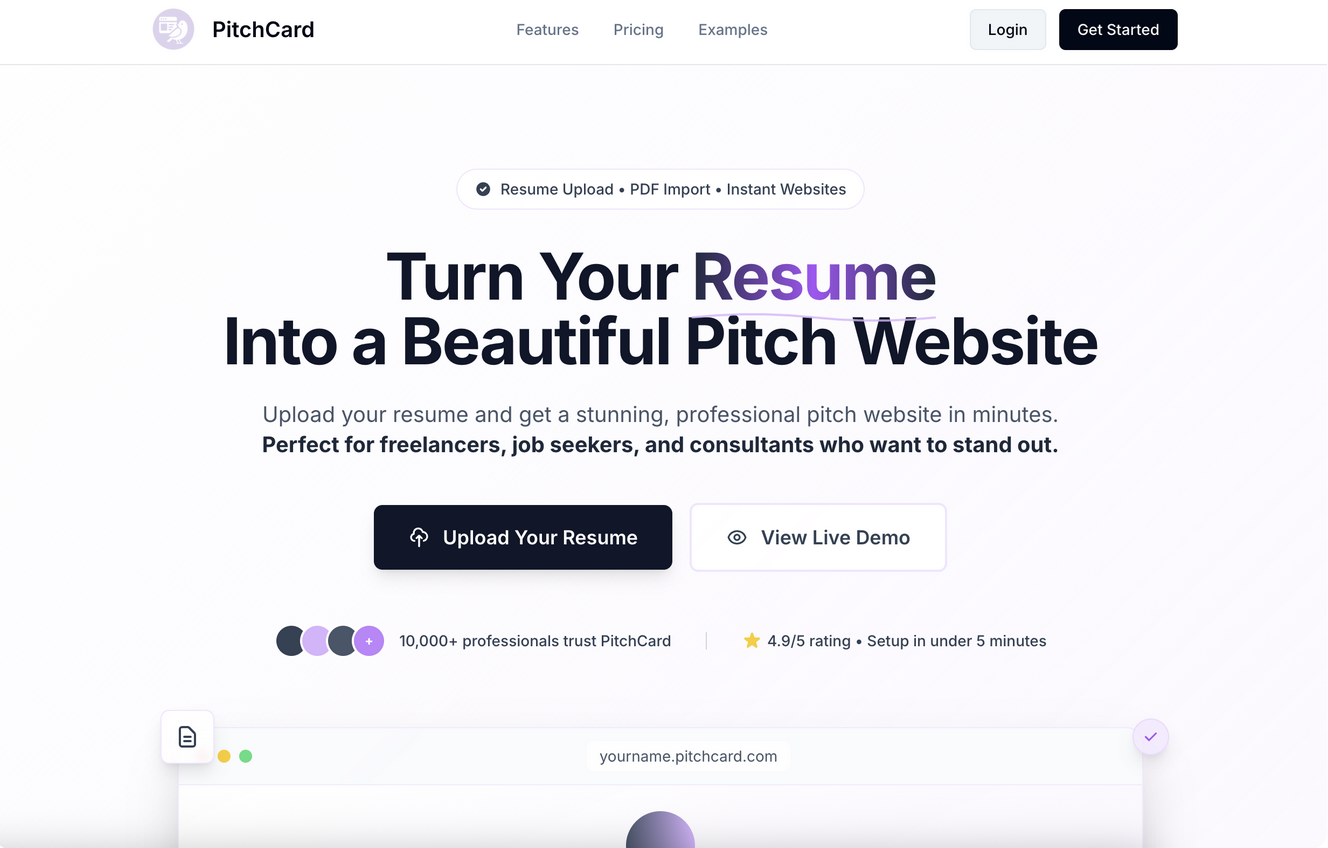 PitchCard
Features
Pricing
Examples
Login
Get Started
Resume Upload • PDF Import • Instant Websites
Turn Your Resume
Into a Beautiful Pitch Website
Upload your resume and get a stunning, professional pitch website in minutes.
Perfect for freelancers, job seekers, and consultants who want to stand out.
Upload Your Resume
View Live Demo
+
10,000+ professionals trust PitchCard
4.9/5 rating • Setup in under 5 minutes
yourname.pitchcard.com